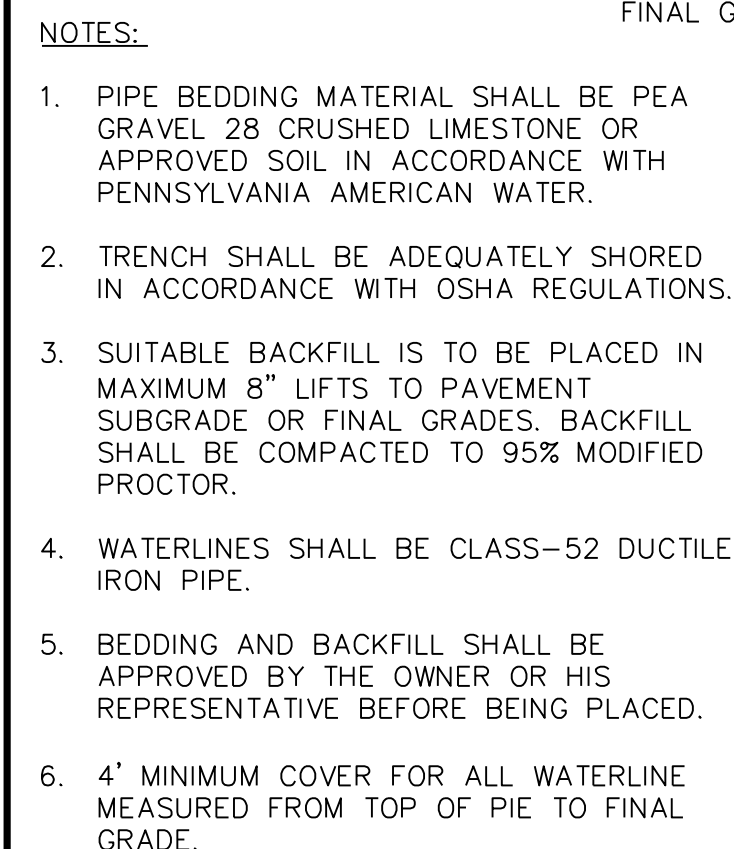 FINAL G
NOTES:
1. PIPE BEDDING MATERIAL SHALL BE PEA
GRAVEL 28 CRUSHED LIMESTONE OR
APPROVED SOIL IN ACCORDANCE WITH
PENNSYLVANIA AMERICAN WATER.
2. TRENCH SHALL BE ADEQUATELY SHORED
IN ACCORDANCE WITH OSHA REGULATIONS.
3. SUITABLE BACKFILL IS TO BE PLACED IN
MAXIMUM 8" LIFTS TO PAVEMENT
SUBGRADE OR FINAL GRADES. BACKFILL
SHALL BE COMPACTED TO 95% MODIFIED
PROCTOR.
4. WATERLINES SHALL BE CLASS-52 DUCTILE
IRON PIPE.
5. BEDDING AND BACKFILL SHALL BE
APPROVED BY THE OWNER OR HIS
REPRESENTATIVE BEFORE BEING PLACED.
6. 4' MINIMUM COVER FOR ALL WATERLINE
MEASURED FROM TOP OF PIE TO FINAL
GRADE.